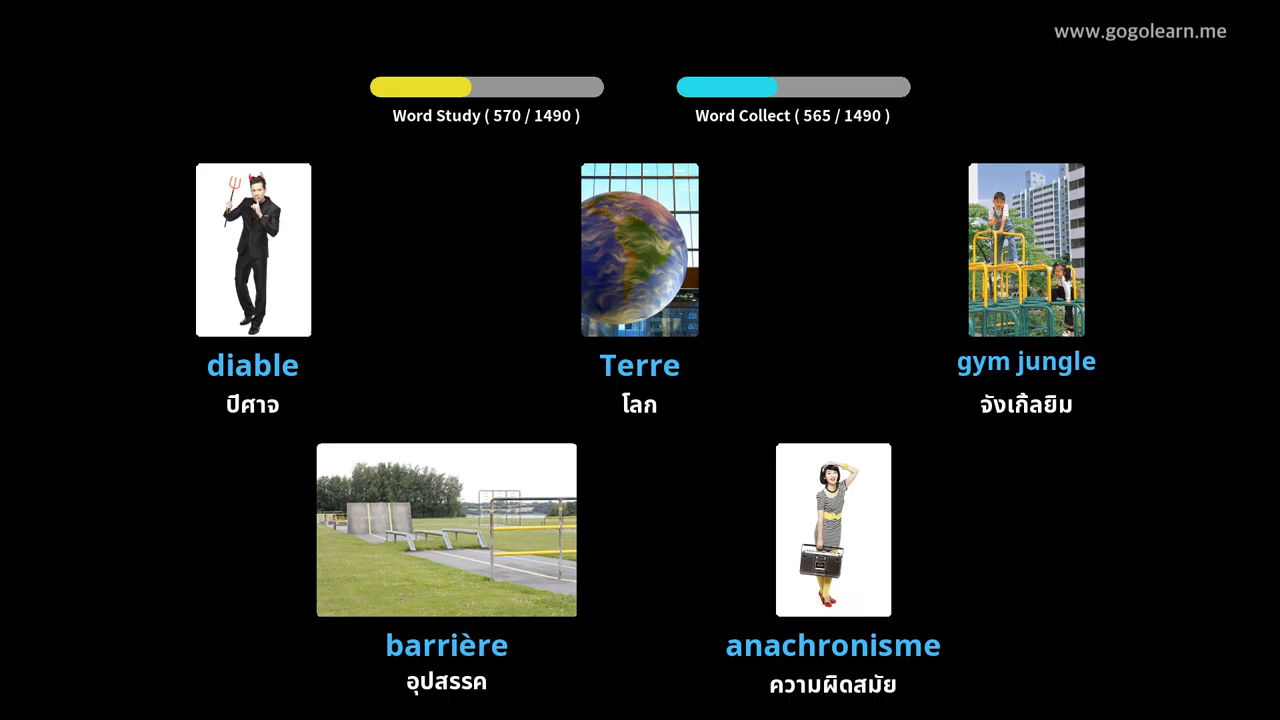 www.gogolearn.me
Word Study ( 570 / 1490 )
Word Collect ( 565 / 1490 )
diable
ปีศาจ
Terre
โลก
gym jungle
จังเกิ้ลยิม
barrière
อุปสรรค
anachronisme
ความผิดสมัย